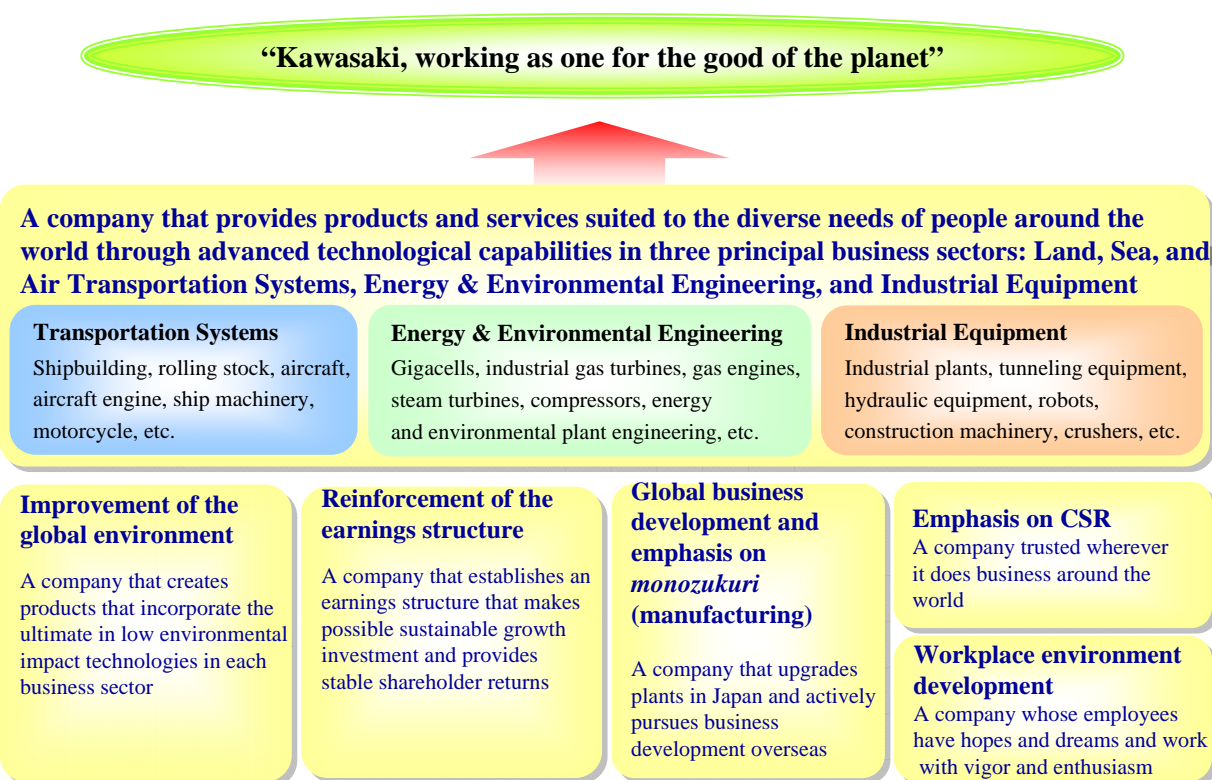 “Kawasaki, working as one for the good of the planet”
A company that provides products and services suited to the diverse needs of people around the
world through advanced technological capabilities in three principal business sectors: Land, Sea, and
Air Transportation Systems, Energy & Environmental Engineering, and Industrial Equipment
Transportation Systems
Shipbuilding, rolling stock, aircraft,
aircraft engine, ship machinery,
motorcycle, etc.
Energy & Environmental Engineering
Gigacells, industrial gas turbines, gas engines,
steam turbines, compressors, energy
and environmental plant engineering, etc.
Industrial Equipment
Industrial plants, tunneling equipment,
hydraulic equipment, robots,
construction machinery, crushers, etc.
Improvement of the
global environment
A company that creates
products that incorporate the
ultimate in low environmental
impact technologies in each
business sector
Reinforcement of the
earnings structure
A company that establishes an
earnings structure that makes
possible sustainable growth
investment and provides
stable shareholder returns
Global business
development and
emphasis on
monozukuri
(manufacturing)
A company that upgrades
plants in Japan and actively
pursues business
development overseas
Emphasis on CSR
A company trusted wherever
it does business around the
world
Workplace environment
development
A company whose employees
have hopes and dreams and work
with vigor and enthusiasm